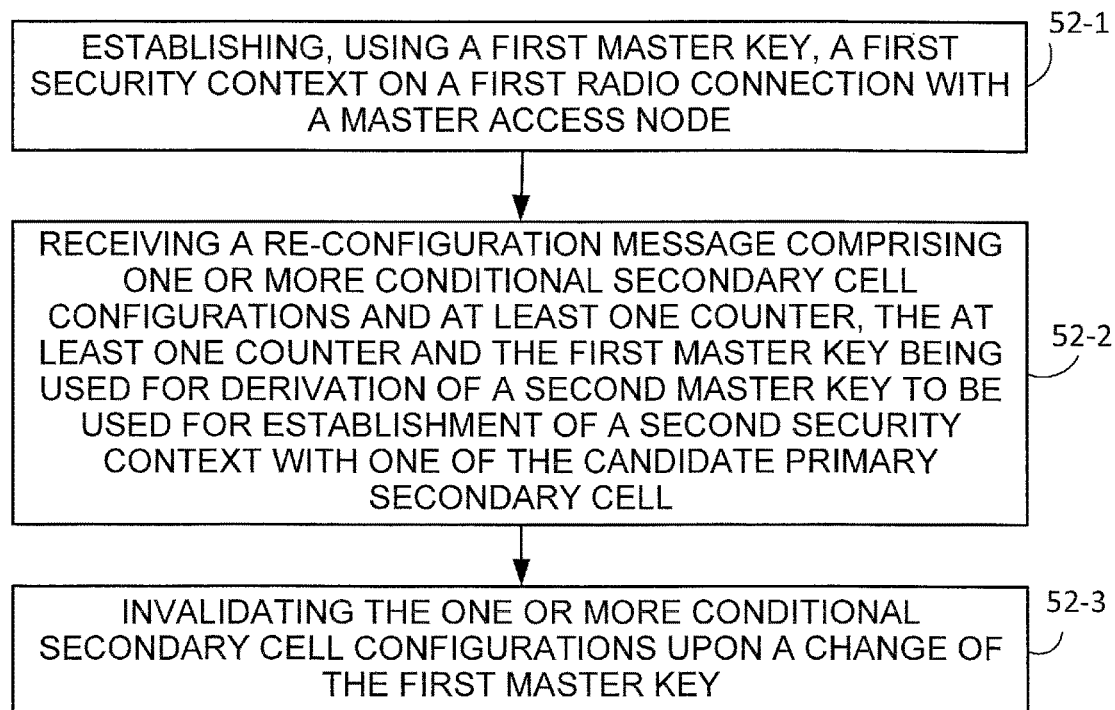 52-1
ESTABLISHING, USING A FIRST MASTER KEY, A FIRST
SECURITY CONTEXT ON A FIRST RADIO CONNECTION WITH
A MASTER ACCESS NODE
RECEIVING A RE-CONFIGURATION MESSAGE COMPRISING
ONE OR MORE CONDITIONAL SECONDARY CELL
CONFIGURATIONS AND AT LEAST ONE COUNTER, THE AT
LEAST ONE COUNTER AND THE FIRST MASTER KEY BEING
USED FOR DERIVATION OF A SECOND MASTER KEY TO BE
USED FOR ESTABLISHMENT OF A SECOND SECURITY
CONTEXT WITH ONE OF THE CANDIDATE PRIMARY
SECONDARY CELL
52-2
INVALIDATING THE ONE OR MORE CONDITIONAL
SECONDARY CELL CONFIGURATIONS UPON A CHANGE OF
THE FIRST MASTER KEY
52-3